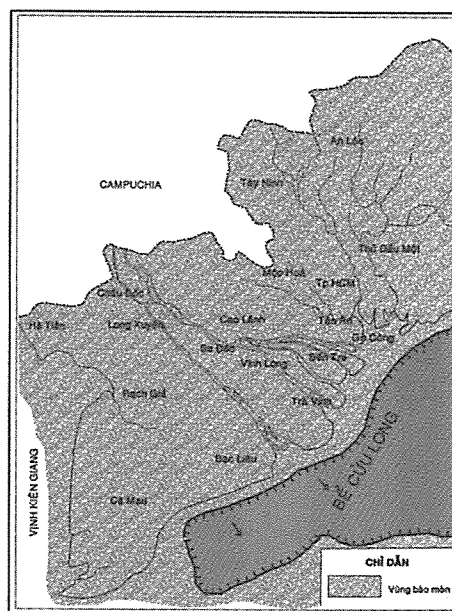 CAMPUCHIA
An Lộc
Tây Ninh
Thủ Dầu Một
Mộc Hoá
Tp HCM
Châu Đốc
Cao Lãnh
Tân An
Hà Tiên
Long Xuyên
Gò Công
Sa Đéc
Bến Tre
Vĩnh Long
Rạch Giá
Trà Vinh
Bạc Liêu
BỂ CỬU LONG
VỊNH KIÊN GIANG
Cà Mau
CHỈ DẪN
Vùng bào mòn